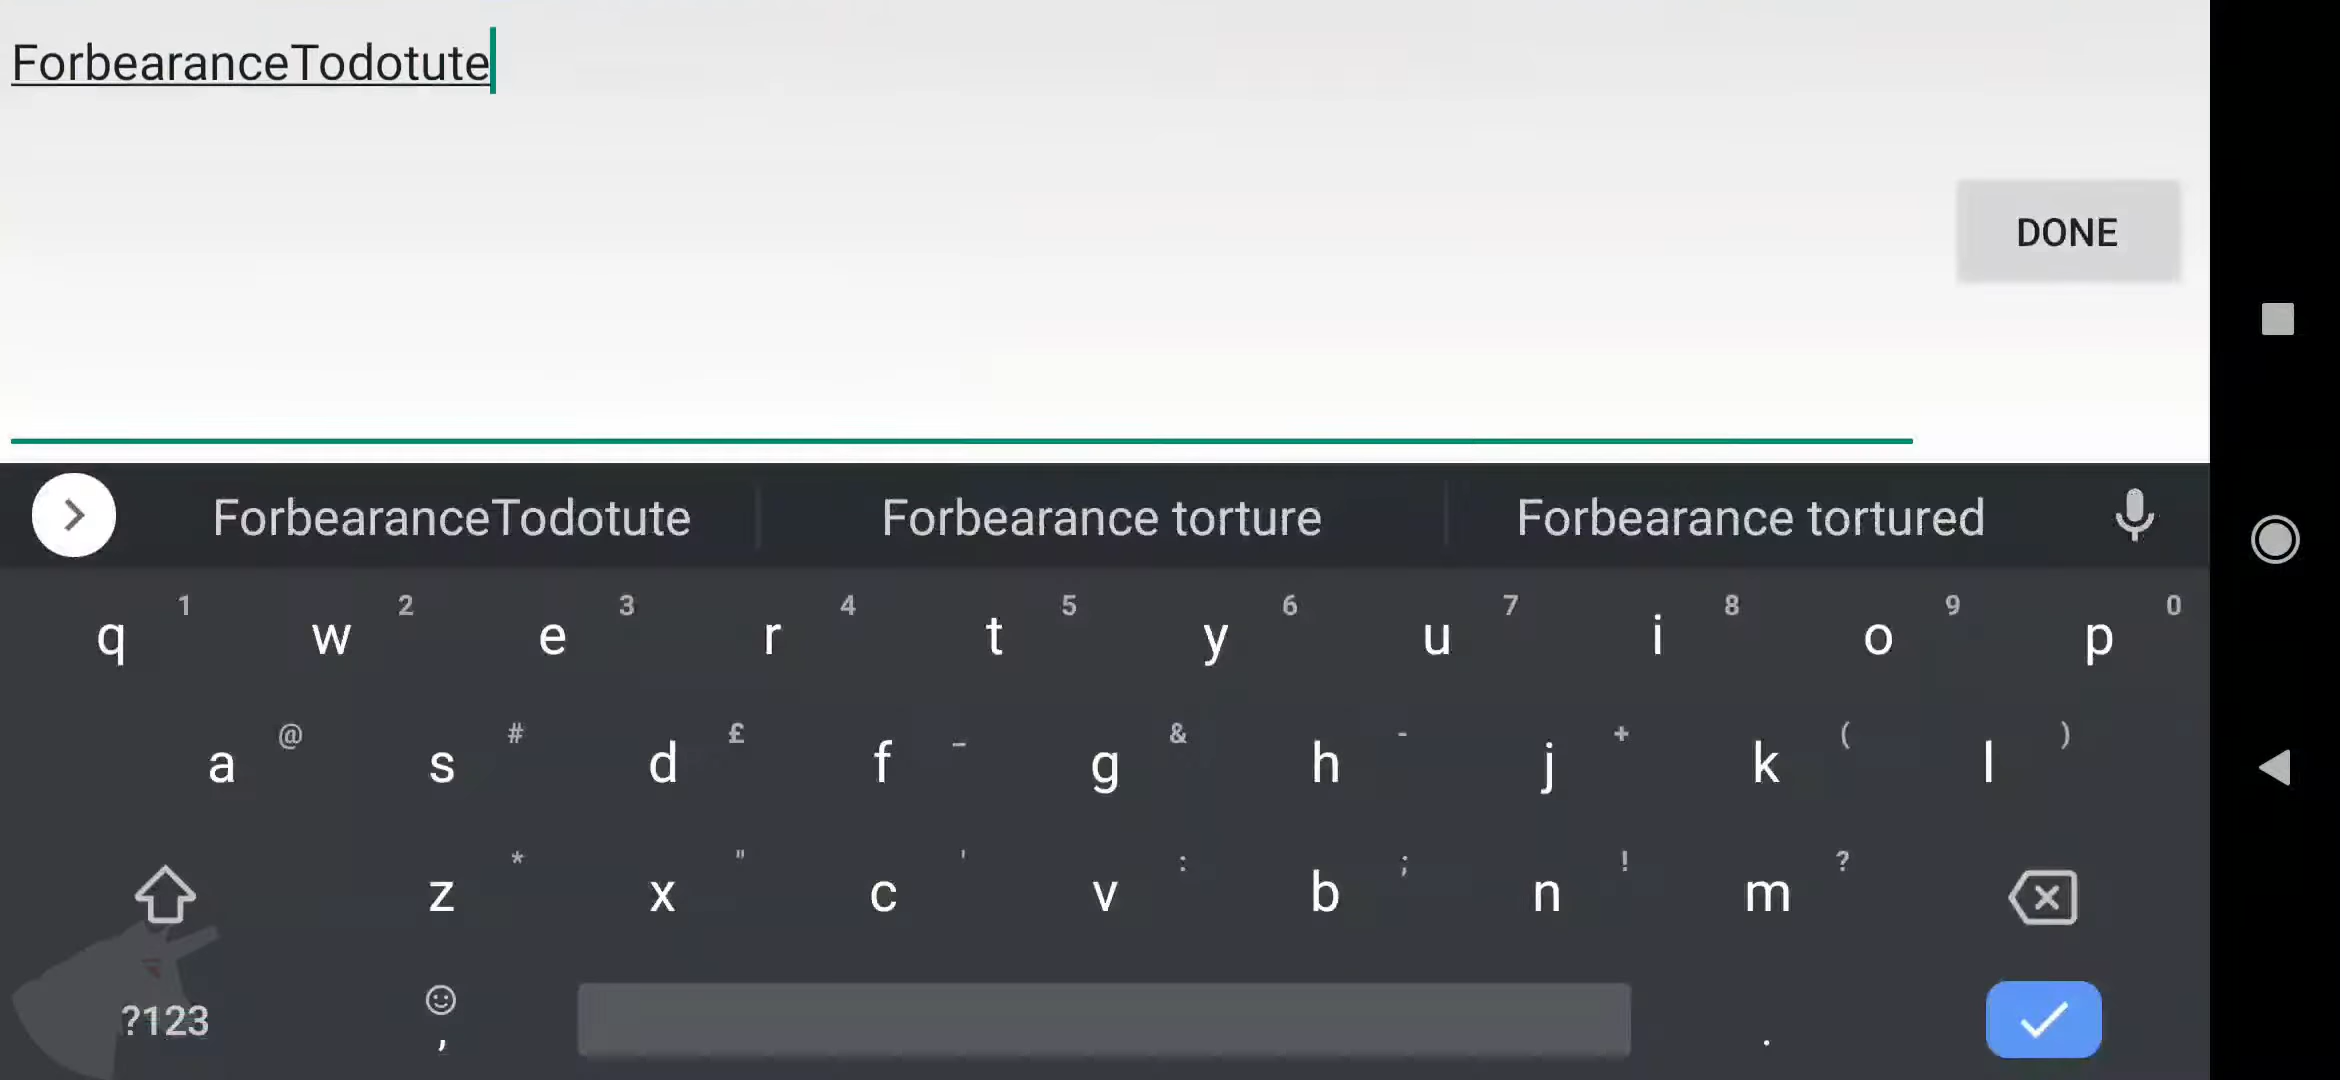 ForbearanceTodotute
DONE
ForbearanceTodotute Forbearance torture Forbearance tortured
q 1 w 2 e 3 r 4 t 5 y 6 u 7 i 8 o 9 p 0
a @ s # d £ f _ g & h - j + k ( l )
z * x " c ' v : b ; n ! m ?
?123 , .